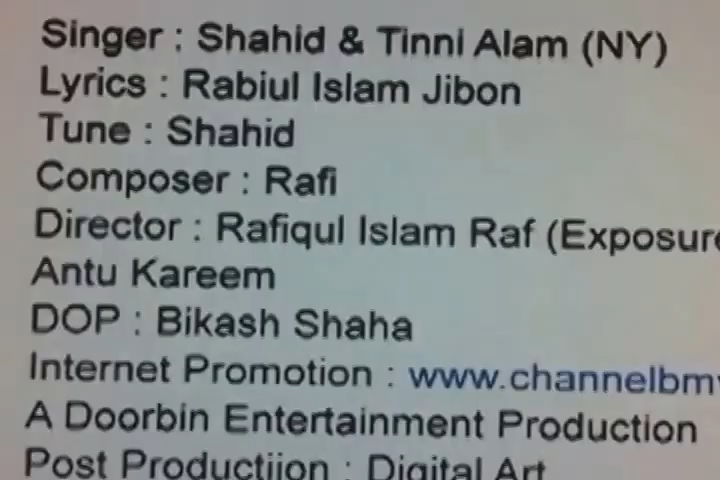 Singer : Shahid & Tinni Alam (NY)
Lyrics : Rabiul Islam Jibon
Tune : Shahid
Composer : Rafi
Director : Rafiqul Islam Raf (Exposure
Antu Kareem
DOP : Bikash Shaha
Internet Promotion : www.channelbm
A Doorbin Entertainment Production
Post Productiion : Digital Art